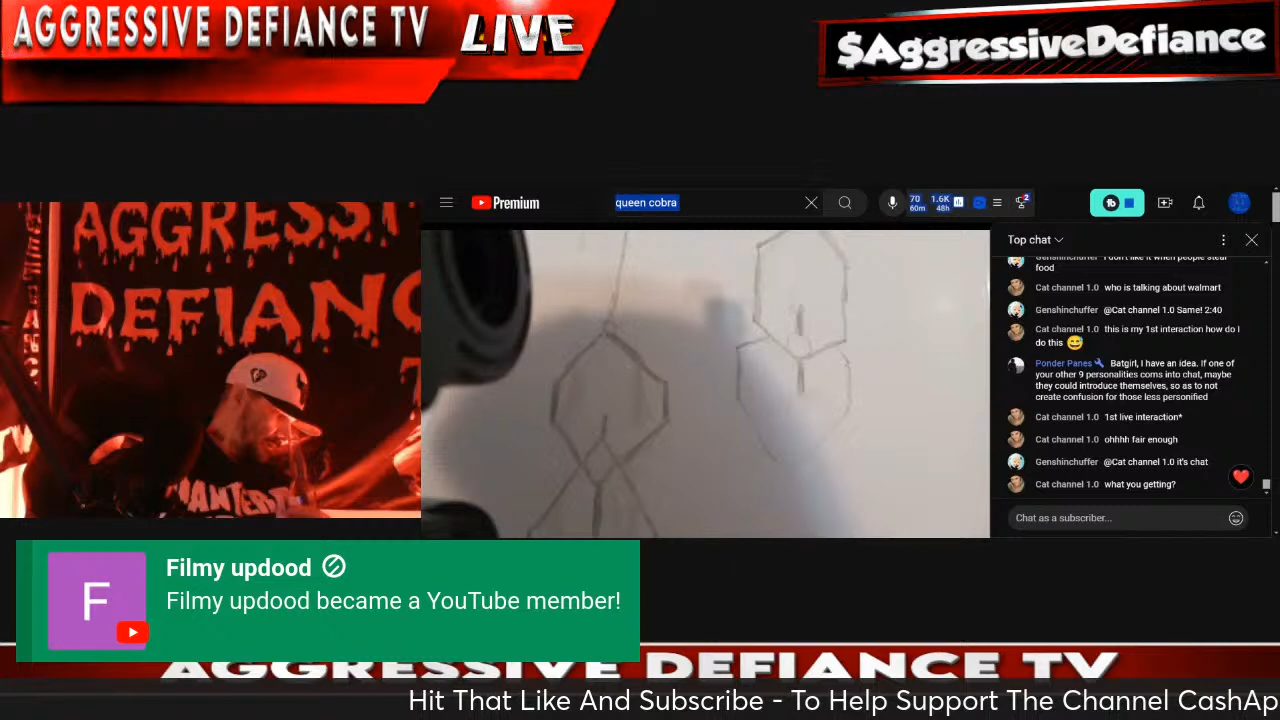 AGGRESSIVE DEFIANCE TV
LIVE
$AggressiveDefiance
AGGRESSI
DEFIANC
Premium
queen cobra
70
60m
1.6K
48h
2
Top chat
Genshinchuffer I don't like it when people steal
food
Cat channel 1.0 who is talking about walmart
Genshinchuffer @Cat channel 1.0 Same! 2:40
Cat channel 1.0 this is my 1st interaction how do I
do this 😅
Ponder Panes Batgirl, I have an idea. If one of
your other 9 personalities coms into chat, maybe
they could introduce themselves, so as to not
create confusion for those less personified
Cat channel 1.0 1st live interaction*
Cat channel 1.0 ohhhh fair enough
Genshinchuffer @Cat channel 1.0 it's chat
Cat channel 1.0 what you getting?
Chat as a subscriber...
F
Filmy updood
Filmy updood became a YouTube member!
AGGRESSIVE DEFIANCE TV
Hit That Like And Subscribe - To Help Support The Channel CashAp